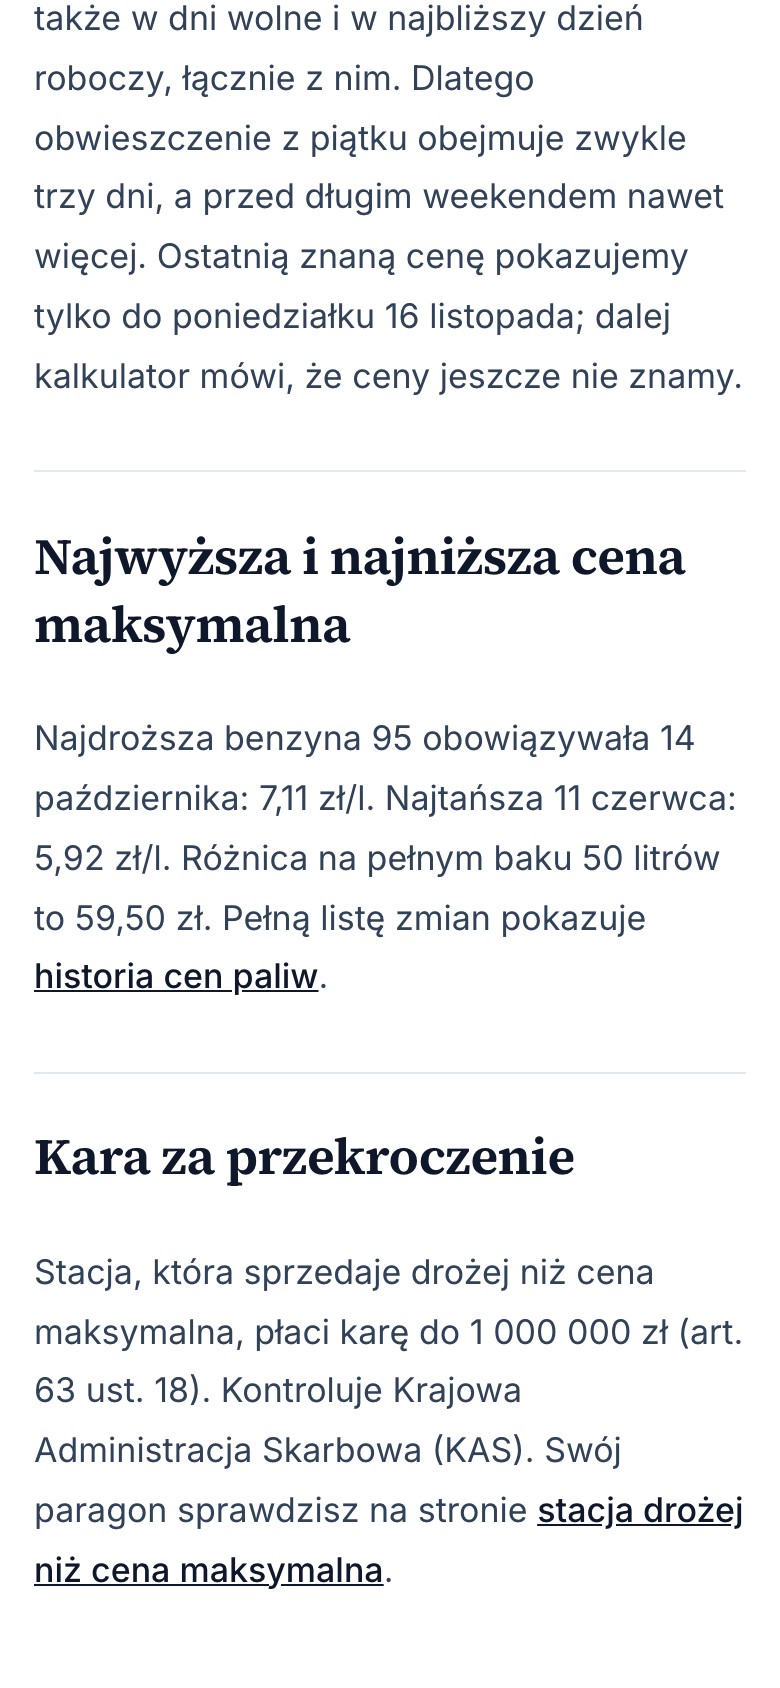 także w dni wolne i w najbliższy dzień
roboczy, łącznie z nim. Dlatego
obwieszczenie z piątku obejmuje zwykle
trzy dni, a przed długim weekendem nawet
więcej. Ostatnią znaną cenę pokazujemy
tylko do poniedziałku 16 listopada; dalej
kalkulator mówi, że ceny jeszcze nie znamy.
Najwyższa i najniższa cena
maksymalna
Najdroższa benzyna 95 obowiązywała 14
października: 7,11 zł/l. Najtańsza 11 czerwca:
5,92 zł/l. Różnica na pełnym baku 50 litrów
to 59,50 zł. Pełną listę zmian pokazuje
historia cen paliw.
Kara za przekroczenie
Stacja, która sprzedaje drożej niż cena
maksymalna, płaci karę do 1 000 000 zł (art.
63 ust. 18). Kontroluje Krajowa
Administracja Skarbowa (KAS). Swój
paragon sprawdzisz na stronie stacja drożej
niż cena maksymalna.